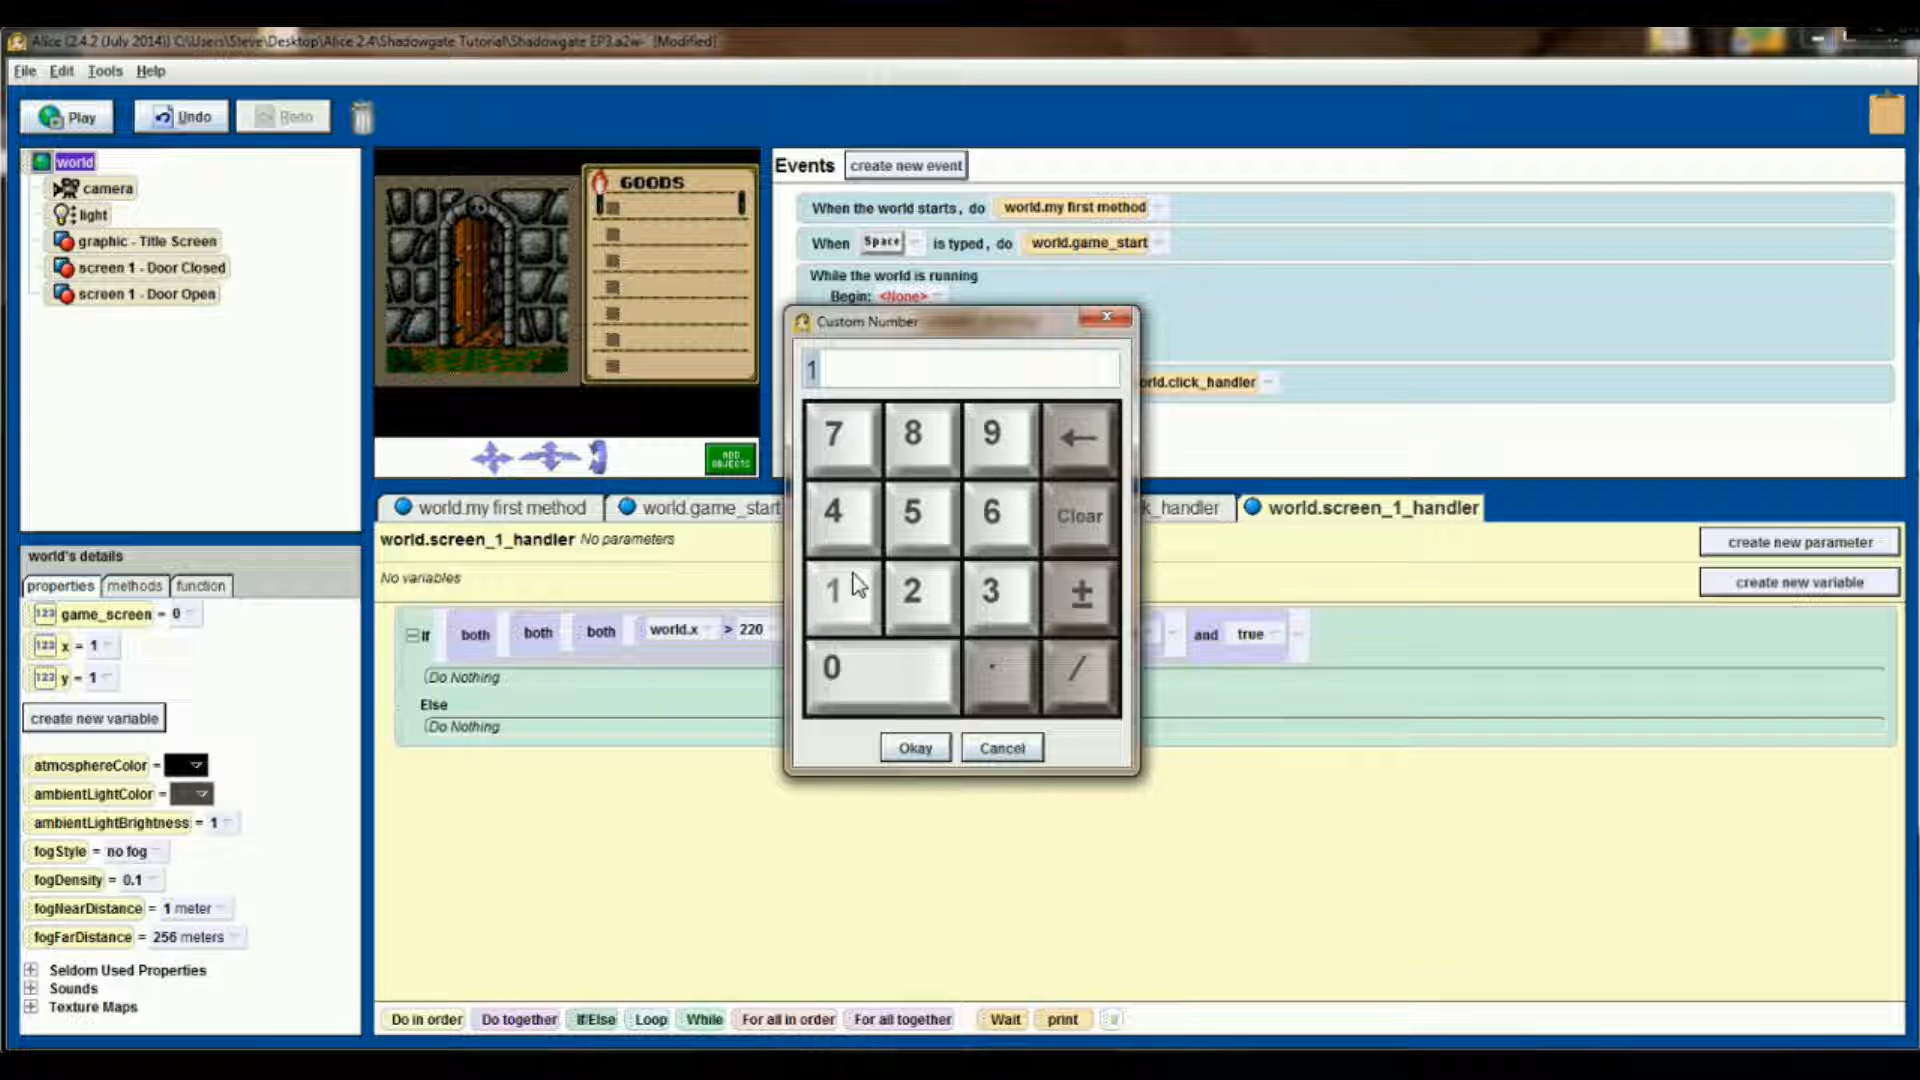 Alice (2.4.2 (July 2014)) C:\Users\Steve\Desktop\Alice 2.4\Shadowgate Tutorial\Shadowgate EP3.a2w- [Modified]
File Edit Tools Help
Play Undo Redo
world
camera
light
graphic - Title Screen
screen 1 - Door Closed
screen 1 - Door Open
GOODS
ADD OBJECTS
Events create new event
When the world starts, do world.my first method
When Space is typed, do world.game_start
While the world is running
Begin: <None>
orld.click_handler
Custom Number
1
7 8 9 ←
4 5 6 Clear
1 2 3 ±
0 . /
Okay Cancel
world.my first method world.game_start k_handler world.screen_1_handler
world.screen_1_handler No parameters create new parameter
No variables create new variable
If both both both world.x > 220 and true
(Do Nothing
Else
(Do Nothing
world's details
properties methods function
123 game_screen = 0
123 x = 1
123 y = 1
create new variable
atmosphereColor =
ambientLightColor =
ambientLightBrightness = 1
fogStyle = no fog
fogDensity = 0.1
fogNearDistance = 1 meter
fogFarDistance = 256 meters
Seldom Used Properties
Sounds
Texture Maps
Do in order Do together If/Else Loop While For all in order For all together Wait print